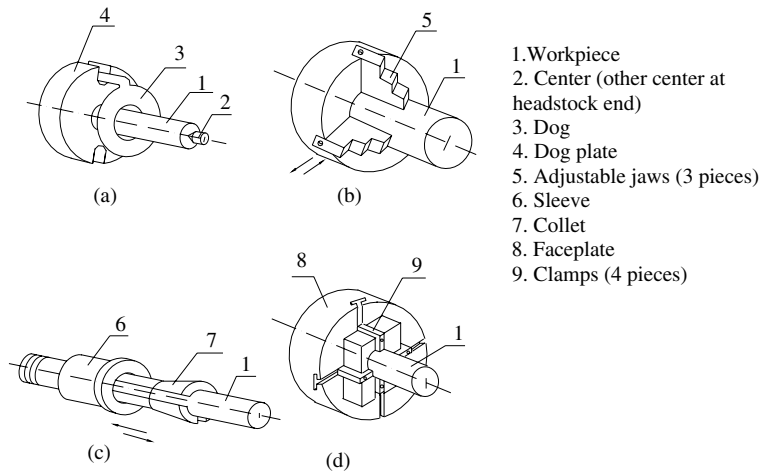 4
3
1
2
(a)
5
1
(b)
1.Workpiece
2. Center (other center at
headstock end)
3. Dog
4. Dog plate
5. Adjustable jaws (3 pieces)
6. Sleeve
7. Collet
8. Faceplate
9. Clamps (4 pieces)
6
7
1
(c)
8
9
1
(d)